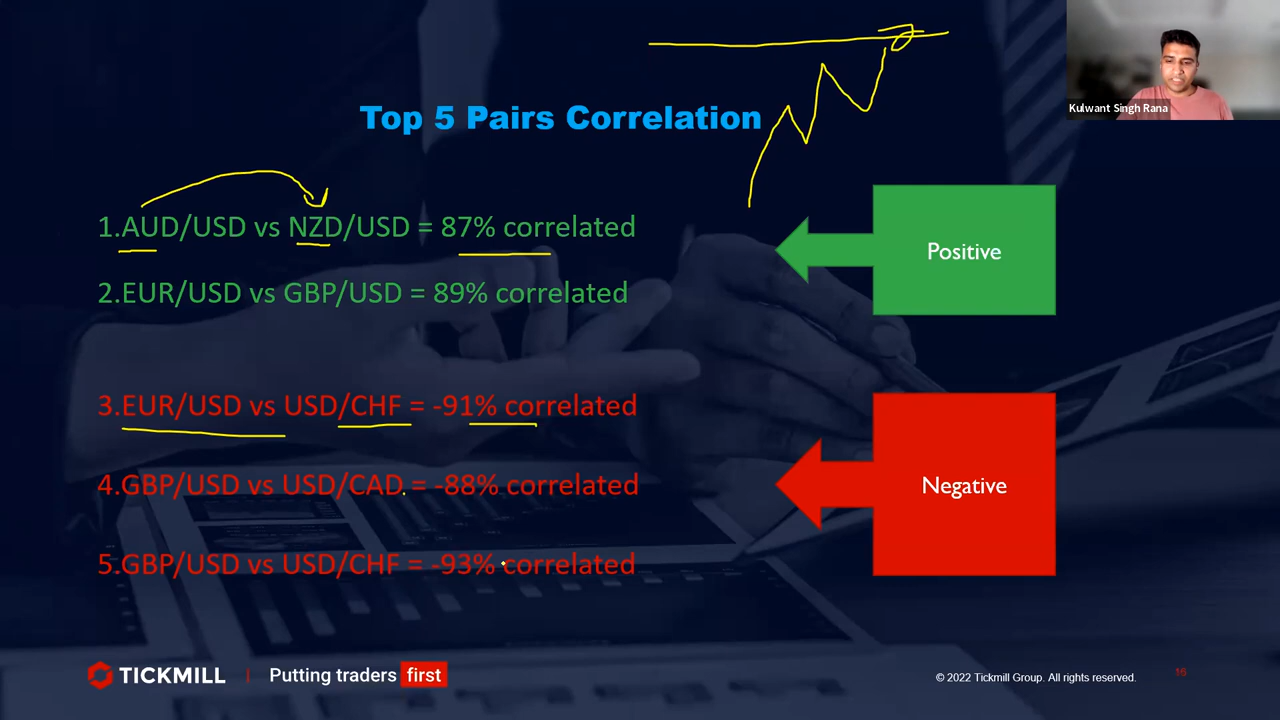 Kulwant Singh Rana
Top 5 Pairs Correlation
1.AUD/USD vs NZD/USD = 87% correlated
2.EUR/USD vs GBP/USD = 89% correlated
Positive
3.EUR/USD vs USD/CHF = -91% correlated
4.GBP/USD vs USD/CAD = -88% correlated
5.GBP/USD vs USD/CHF = -93% correlated
Negative
TICKMILL | Putting traders first
© 2022 Tickmill Group. All rights reserved.
16